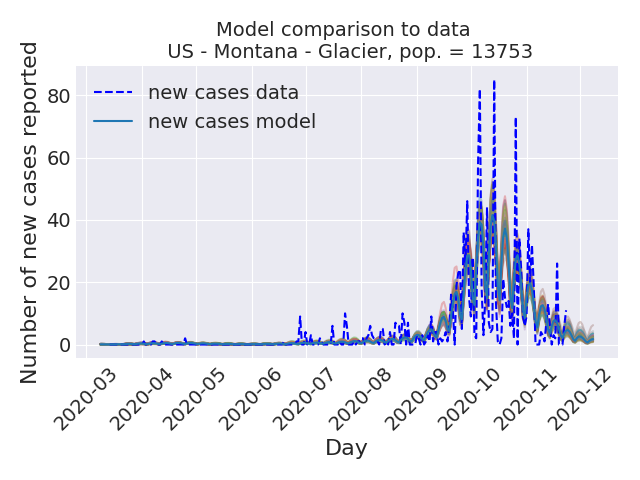 Model comparison to data
US - Montana - Glacier, pop. = 13753
Number of new cases reported
80
60
40
20
0
new cases data
new cases model
2020-03
2020-04
2020-05
2020-06
2020-07
2020-08
2020-09
2020-10
2020-11
2020-12
Day